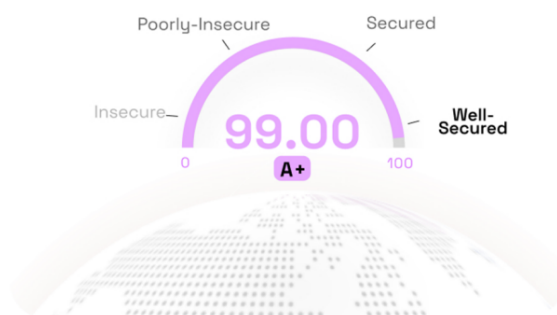 Poorly-Insecure
Secured
Insecure
Well-
Secured
99.00
0
100
A+